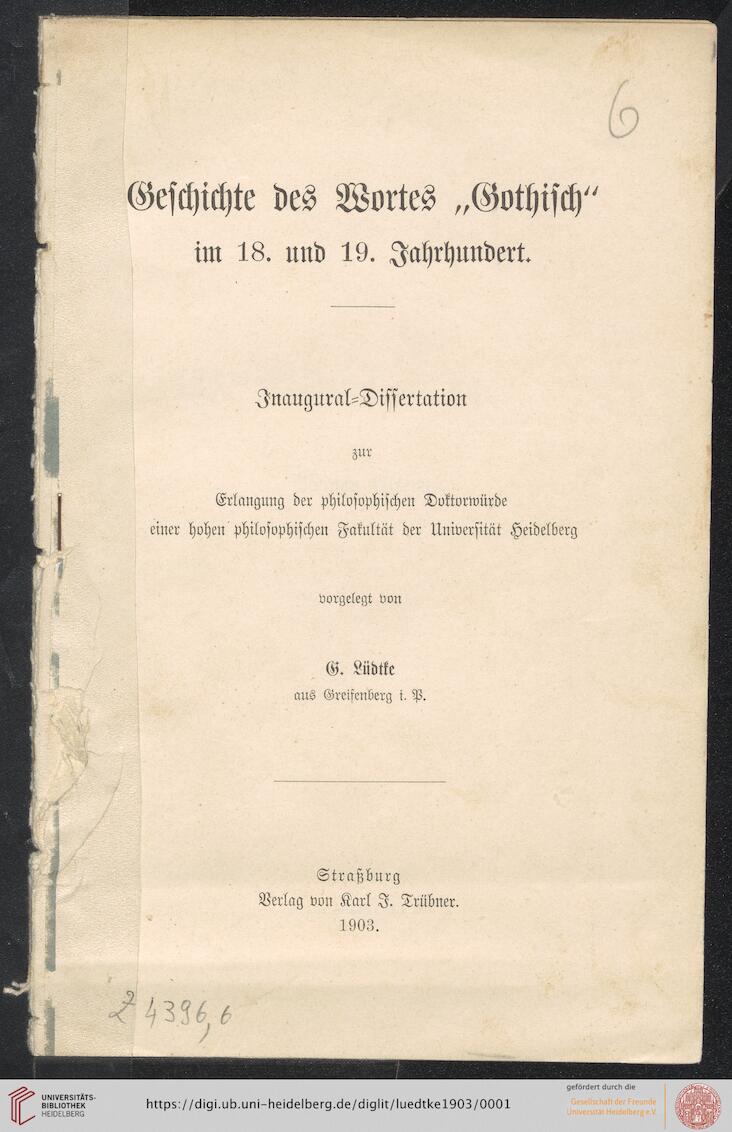 6
Geschichte des Wortes „Gothisch“
im 18. und 19. Jahrhundert.
Inaugural-Dissertation
zur
Erlangung der philosophischen Doktorwürde
einer hohen philosophischen Fakultät der Universität Heidelberg
vorgelegt von
G. Lüdtke
aus Greifenberg i. P.
Straßburg
Verlag von Karl J. Trübner.
1903.
Z 4396, 6
UNIVERSITÄTS-
BIBLIOTHEK
HEIDELBERG
https://digi.ub.uni-heidelberg.de/diglit/luedtke1903/0001
gefördert durch die
Gesellschaft der Freunde
Universität Heidelberg e.V.